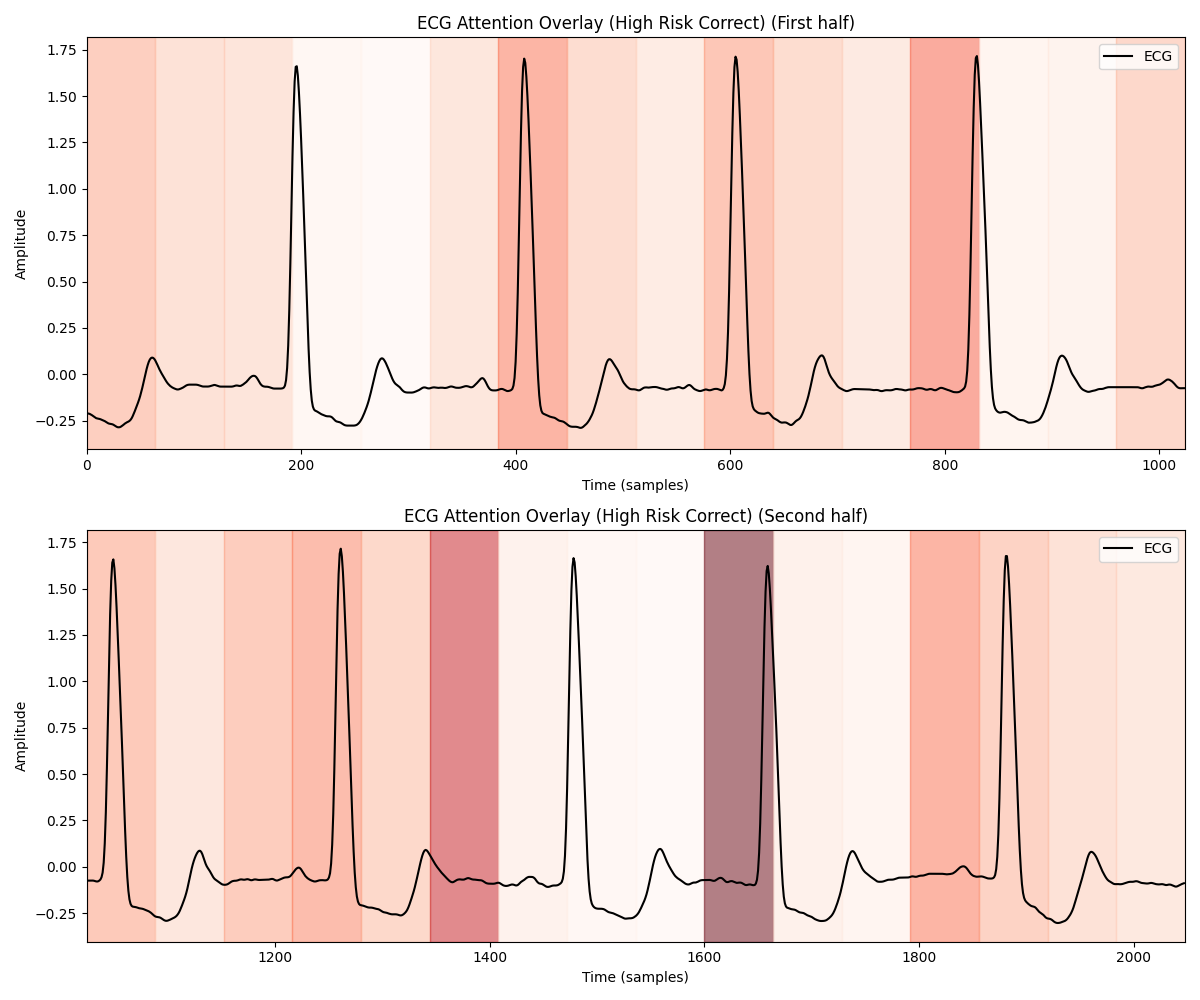 ECG Attention Overlay (High Risk Correct) (First half)
1.75
1.50
1.25
1.00
0.75
0.50
0.25
0.00
−0.25
Amplitude
ECG
0 200 400 600 800 1000
Time (samples)
ECG Attention Overlay (High Risk Correct) (Second half)
1.75
1.50
1.25
1.00
0.75
0.50
0.25
0.00
−0.25
Amplitude
ECG
1200 1400 1600 1800 2000
Time (samples)